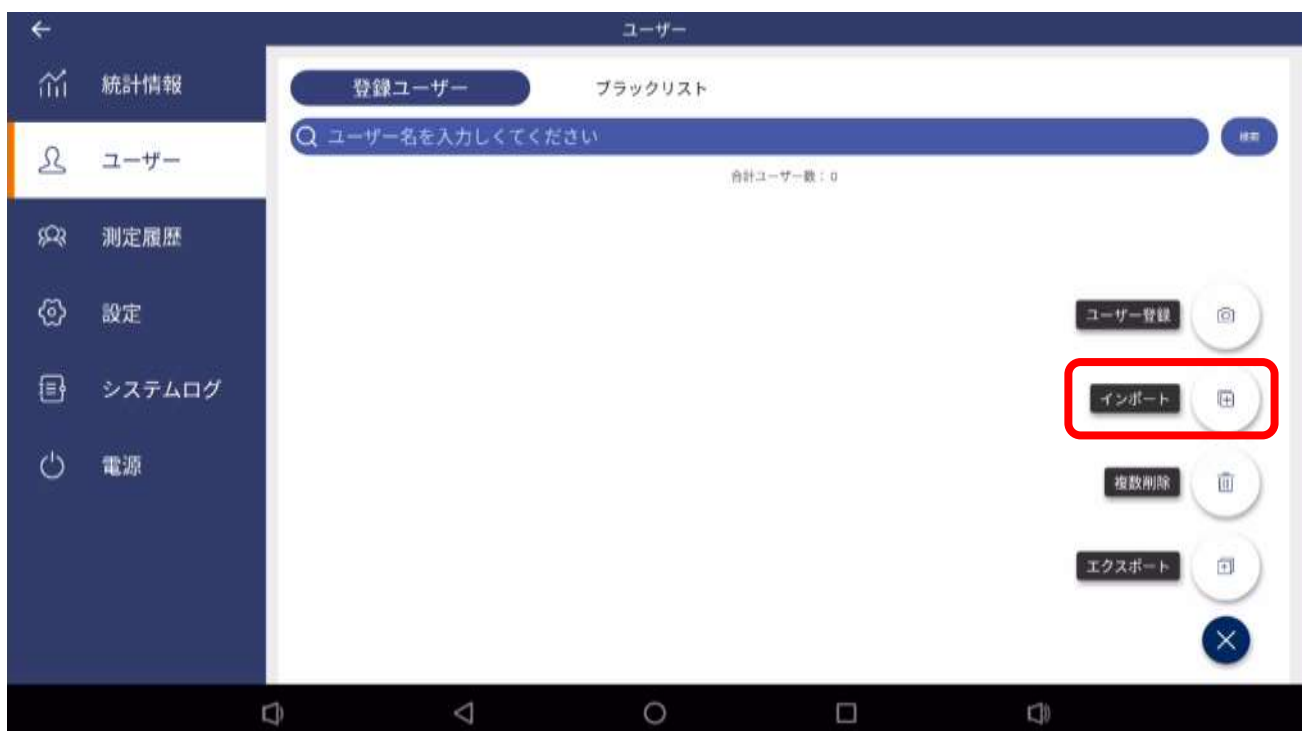 ユーザー
統計情報
ユーザー
測定履歴
設定
システムログ
電源
登録ユーザー
ブラックリスト
ユーザー名を入力しくてください
検索
合計ユーザー数：0
ユーザー登録
インポート
複数削除
エクスポート